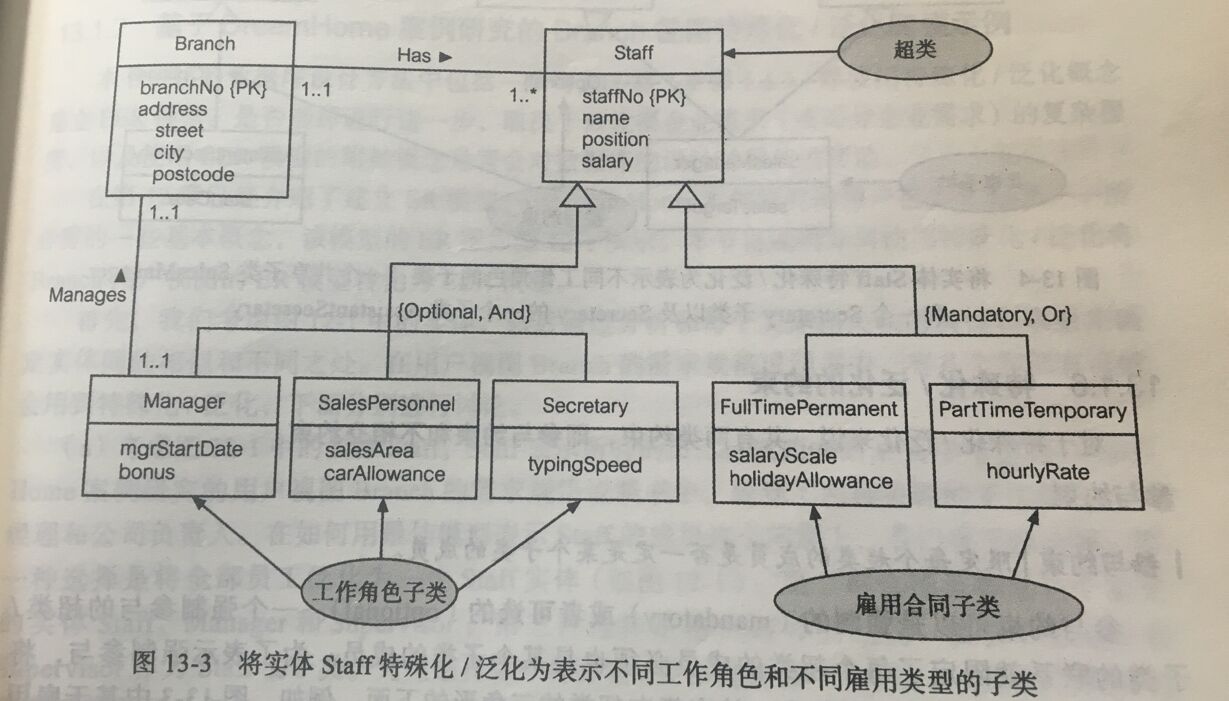 Branch
Has ►
Staff
超类
branchNo {PK}
address
street
city
postcode
1..1
1..*
staffNo {PK}
name
position
salary
1..1
▲
Manages
{Optional, And}
{Mandatory, Or}
1..1
Manager
mgrStartDate
bonus
SalesPersonnel
salesArea
carAllowance
Secretary
typingSpeed
FullTimePermanent
salaryScale
holidayAllowance
PartTimeTemporary
hourlyRate
工作角色子类
雇用合同子类
图 13-3 将实体 Staff 特殊化 / 泛化为表示不同工作角色和不同雇用类型的子类